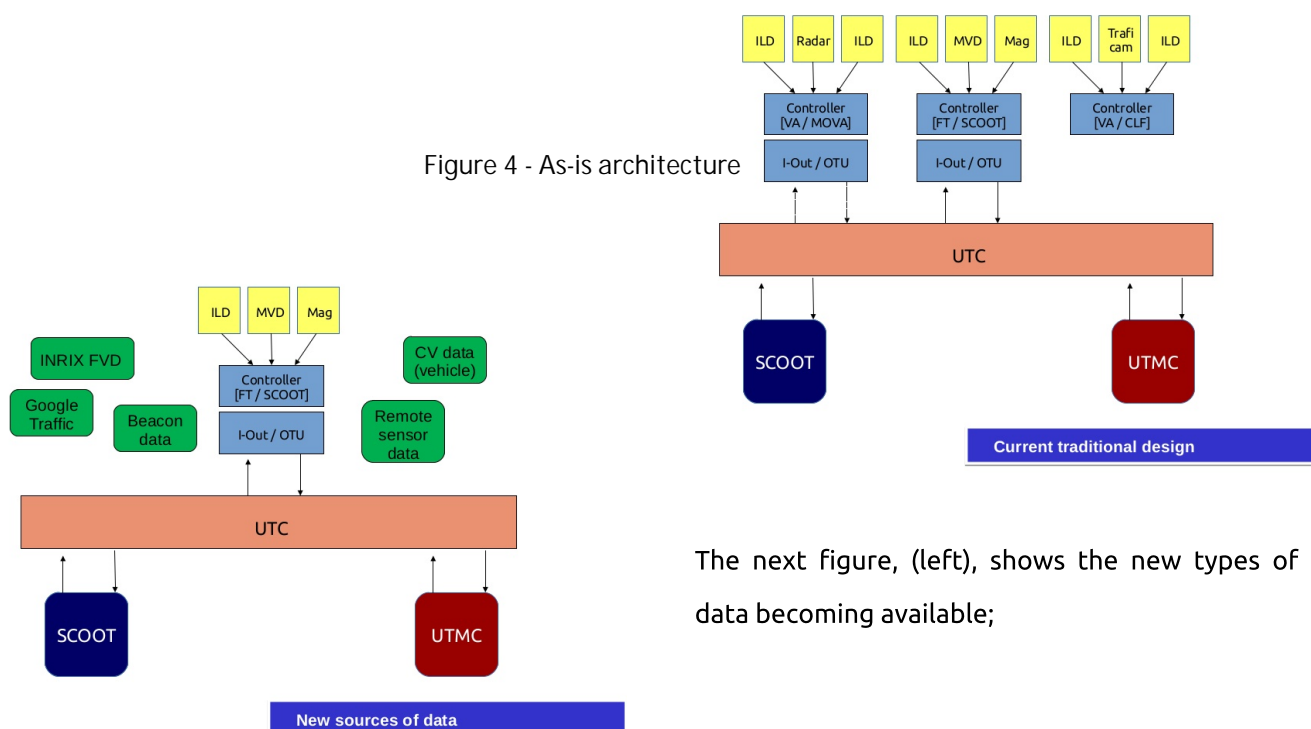 ILD
Radar
ILD
ILD
MVD
Mag
ILD
Trafi
cam
ILD
Controller
[VA / MOVA]
Controller
[FT / SCOOT]
Controller
[VA / CLF]
I-Out / OTU
I-Out / OTU
Figure 4 - As-is architecture
UTC
SCOOT
UTMC
Current traditional design
ILD
MVD
Mag
INRIX FVD
CV data
(vehicle)
Controller
[FT / SCOOT]
Google
Traffic
Beacon
data
I-Out / OTU
Remote
sensor
data
UTC
SCOOT
UTMC
New sources of data
The next figure, (left), shows the new types of
data becoming available;